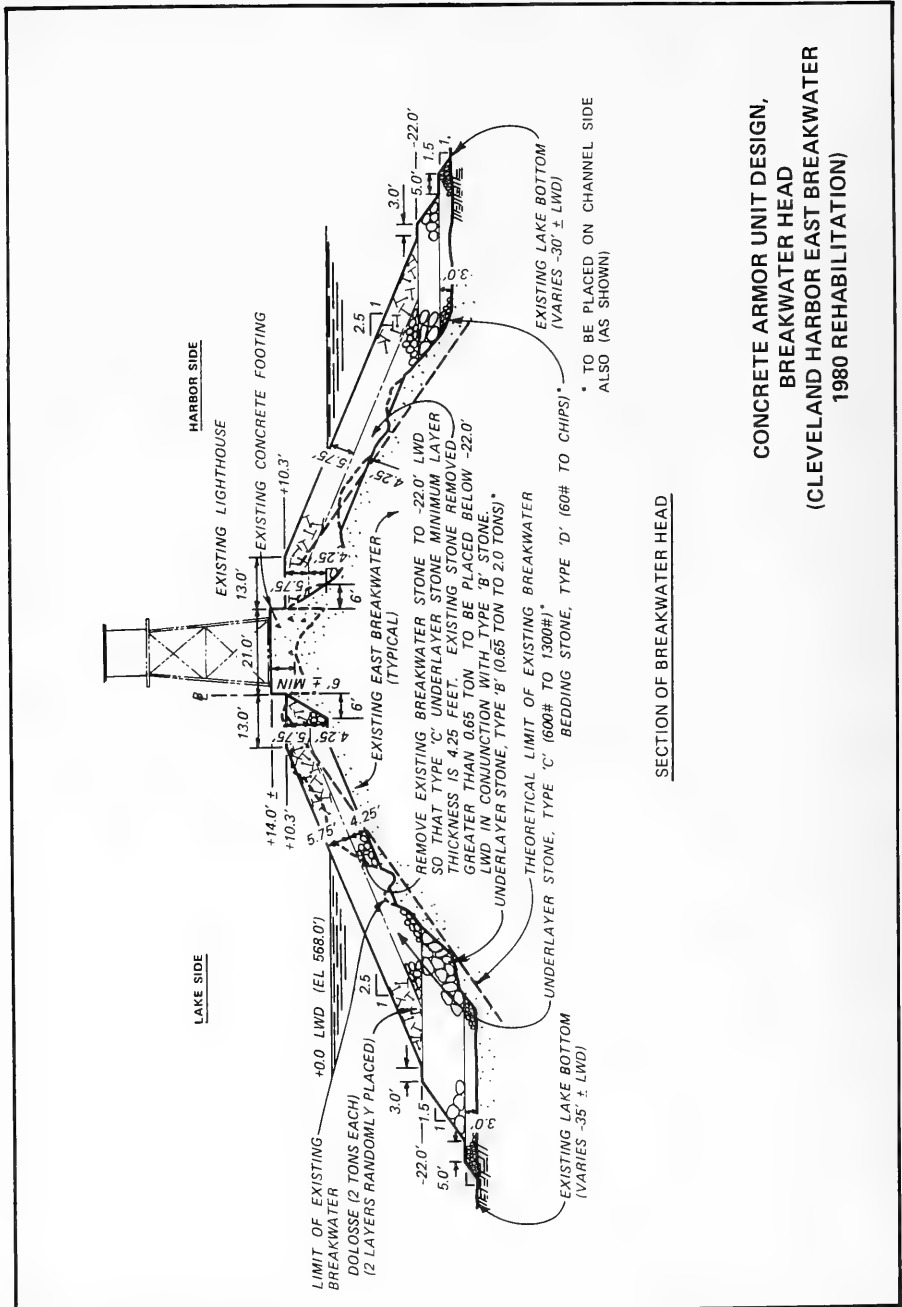 LAKE SIDE
HARBOR SIDE
EXISTING LIGHTHOUSE
EXISTING CONCRETE FOOTING
13.0'
21.0'
13.0'
+14.0' ±
+10.3'
+10.3'
6' ± MIN
6'
6'
5.75'
4.25'
5.75'
4.25'
LIMIT OF EXISTING
BREAKWATER
+0.0 LWD (EL 568.0')
DOLOSSE (2 TONS EACH)
(2 LAYERS RANDOMLY PLACED)
2.5
1
5.75'
4.25'
5.75'
4.25'
2.5
1
3.0'
-22.0'
1.5
1
5.0'
3.0'
3.0'
5.0'
-22.0'
1.5
1
3.0'
EXISTING EAST BREAKWATER
(TYPICAL)
REMOVE EXISTING BREAKWATER STONE TO -22.0' LWD
SO THAT TYPE 'C' UNDERLAYER STONE MINIMUM LAYER
THICKNESS IS 4.25 FEET. EXISTING STONE REMOVED
GREATER THAN 0.65 TON TO BE PLACED BELOW -22.0'
LWD IN CONJUNCTION WITH TYPE 'B' STONE.
UNDERLAYER STONE, TYPE 'B' (0.65 TON TO 2.0 TONS)*
THEORETICAL LIMIT OF EXISTING BREAKWATER
UNDERLAYER STONE, TYPE 'C' (600# TO 1300#)*
BEDDING STONE, TYPE 'D' (60# TO CHIPS)*
EXISTING LAKE BOTTOM
(VARIES -35' ± LWD)
EXISTING LAKE BOTTOM
(VARIES -30' ± LWD)
* TO BE PLACED ON CHANNEL SIDE
ALSO (AS SHOWN)
SECTION OF BREAKWATER HEAD
CONCRETE ARMOR UNIT DESIGN,
BREAKWATER HEAD
(CLEVELAND HARBOR EAST BREAKWATER
1980 REHABILITATION)